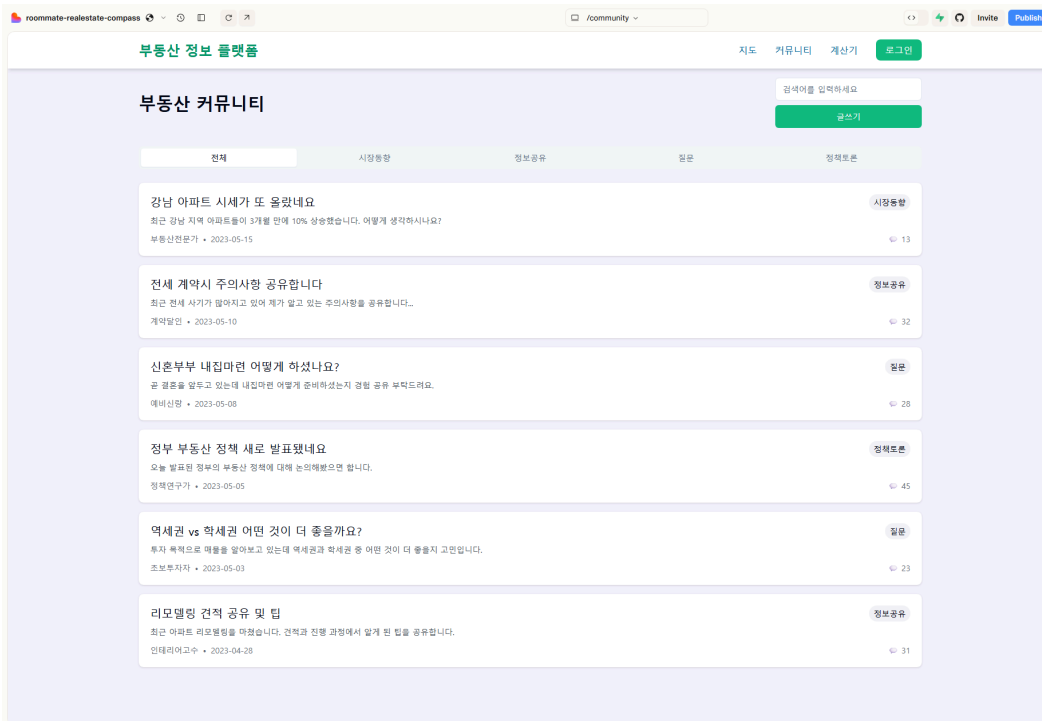 roommate-realestate-compass
/community
Invite
Publish
부동산 정보 플랫폼
지도 커뮤니티 계산기 로그인
부동산 커뮤니티
검색어를 입력하세요
글쓰기
전체 시장동향 정보공유 질문 정책토론
강남 아파트 시세가 또 올랐네요
시장동향
최근 강남 지역 아파트들이 3개월 만에 10% 상승했습니다. 어떻게 생각하시나요?
부동산전문가 • 2023-05-15
13
전세 계약시 주의사항 공유합니다
정보공유
최근 전세 사기가 많아지고 있어 제가 알고 있는 주의사항을 공유합니다...
계약달인 • 2023-05-10
32
신혼부부 내집마련 어떻게 하셨나요?
질문
곧 결혼을 앞두고 있는데 내집마련 어떻게 준비하셨는지 경험 공유 부탁드려요.
예비신랑 • 2023-05-08
28
정부 부동산 정책 새로 발표됐네요
정책토론
오늘 발표된 정부의 부동산 정책에 대해 논의해봤으면 합니다.
정책연구가 • 2023-05-05
45
역세권 vs 학세권 어떤 것이 더 좋을까요?
질문
투자 목적으로 매물을 알아보고 있는데 역세권과 학세권 중 어떤 것이 더 좋을지 고민입니다.
초보투자자 • 2023-05-03
23
리모델링 견적 공유 및 팁
정보공유
최근 아파트 리모델링을 마쳤습니다. 견적과 진행 과정에서 알게 된 팁을 공유합니다.
인테리어고수 • 2023-04-28
31